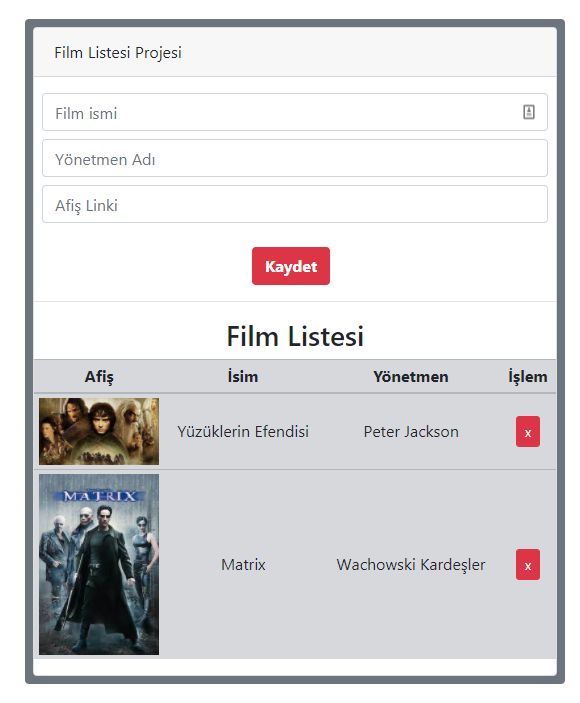 Film Listesi Projesi
Film ismi
Yönetmen Adı
Afiş Linki
Kaydet
Film Listesi
Afiş İsim Yönetmen İşlem
Yüzüklerin Efendisi Peter Jackson x
MATRIX
Matrix Wachowski Kardeşler x